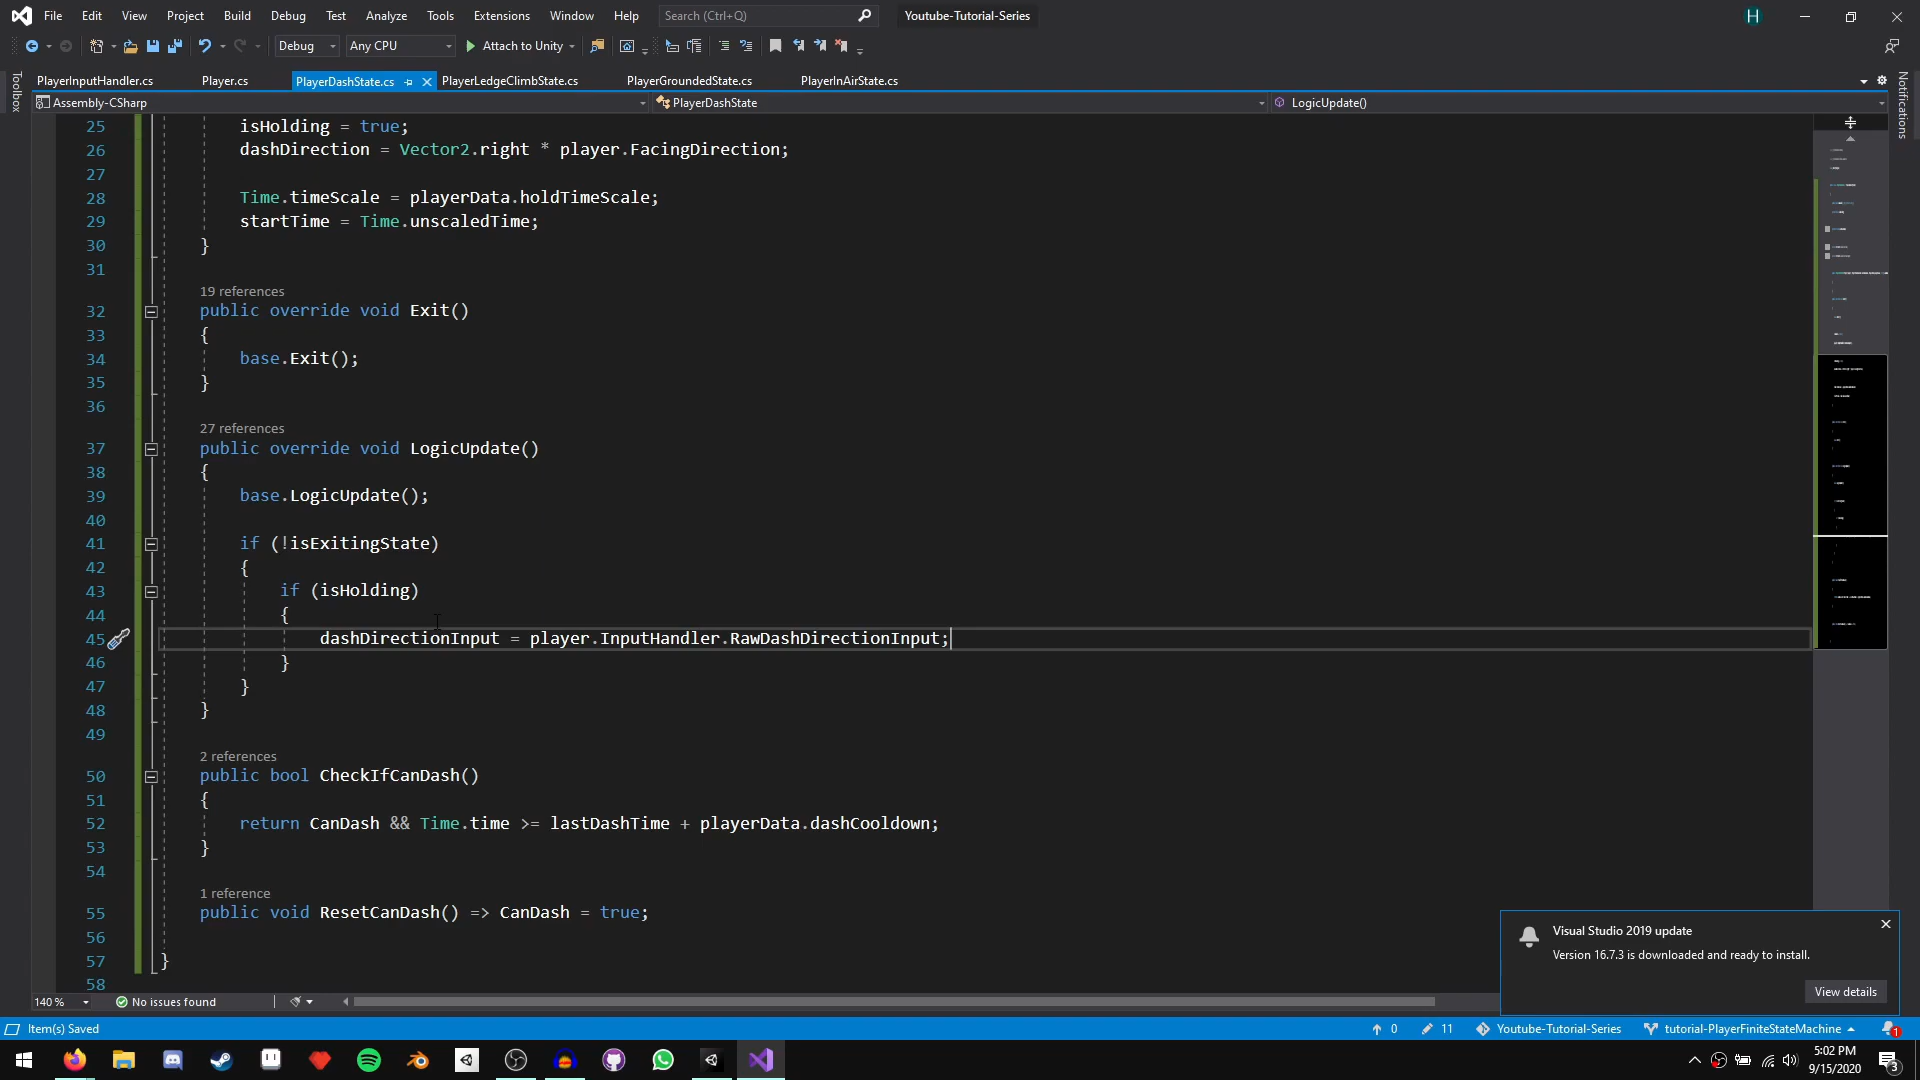 File Edit View Project Build Debug Test Analyze Tools Extensions Window Help Search (Ctrl+Q) Youtube-Tutorial-Series H
Debug Any CPU Attach to Unity
PlayerInputHandler.cs Player.cs PlayerDashState.cs PlayerLedgeClimbState.cs PlayerGroundedState.cs PlayerInAirState.cs
Toolbox
Notifications
Assembly-CSharp PlayerDashState LogicUpdate()
25 isHolding = true;
26 dashDirection = Vector2.right * player.FacingDirection;
27
28 Time.timeScale = playerData.holdTimeScale;
29 startTime = Time.unscaledTime;
30 }
31
19 references
32 public override void Exit()
33 {
34 base.Exit();
35 }
36
27 references
37 public override void LogicUpdate()
38 {
39 base.LogicUpdate();
40
41 if (!isExitingState)
42 {
43 if (isHolding)
44 {
45 dashDirectionInput = player.InputHandler.RawDashDirectionInput;
46 }
47 }
48 }
49
2 references
50 public bool CheckIfCanDash()
51 {
52 return CanDash && Time.time >= lastDashTime + playerData.dashCooldown;
53 }
54
1 reference
55 public void ResetCanDash() => CanDash = true;
56
57 }
58
Visual Studio 2019 update
Version 16.7.3 is downloaded and ready to install.
View details
140 % No issues found
Item(s) Saved 0 11 Youtube-Tutorial-Series tutorial-PlayerFiniteStateMachine 1
5:02 PM
9/15/2020
3